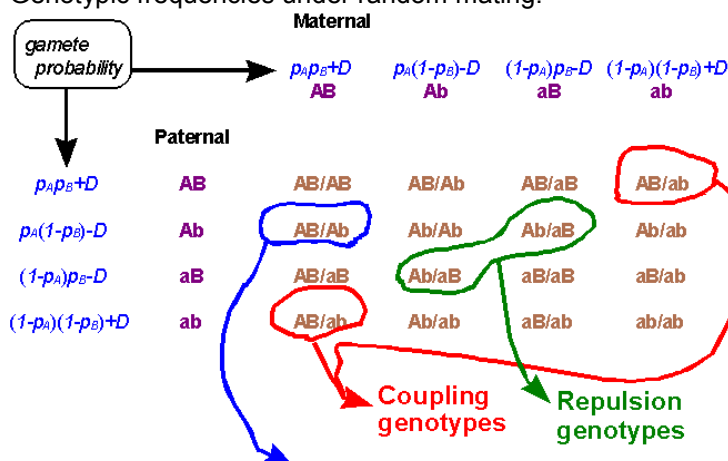 Genotypic frequencies under random mating:
Maternal
gamete
probability
pApB+D pA(1-pB)-D (1-pA)pB-D (1-pA)(1-pB)+D
AB Ab aB ab
Paternal
pApB+D AB AB/AB AB/Ab AB/aB AB/ab
pA(1-pB)-D Ab AB/Ab Ab/Ab Ab/aB Ab/ab
(1-pA)pB-D aB AB/aB Ab/aB aB/aB aB/ab
(1-pA)(1-pB)+D ab AB/ab Ab/ab aB/ab ab/ab
Coupling
genotypes
Repulsion
genotypes